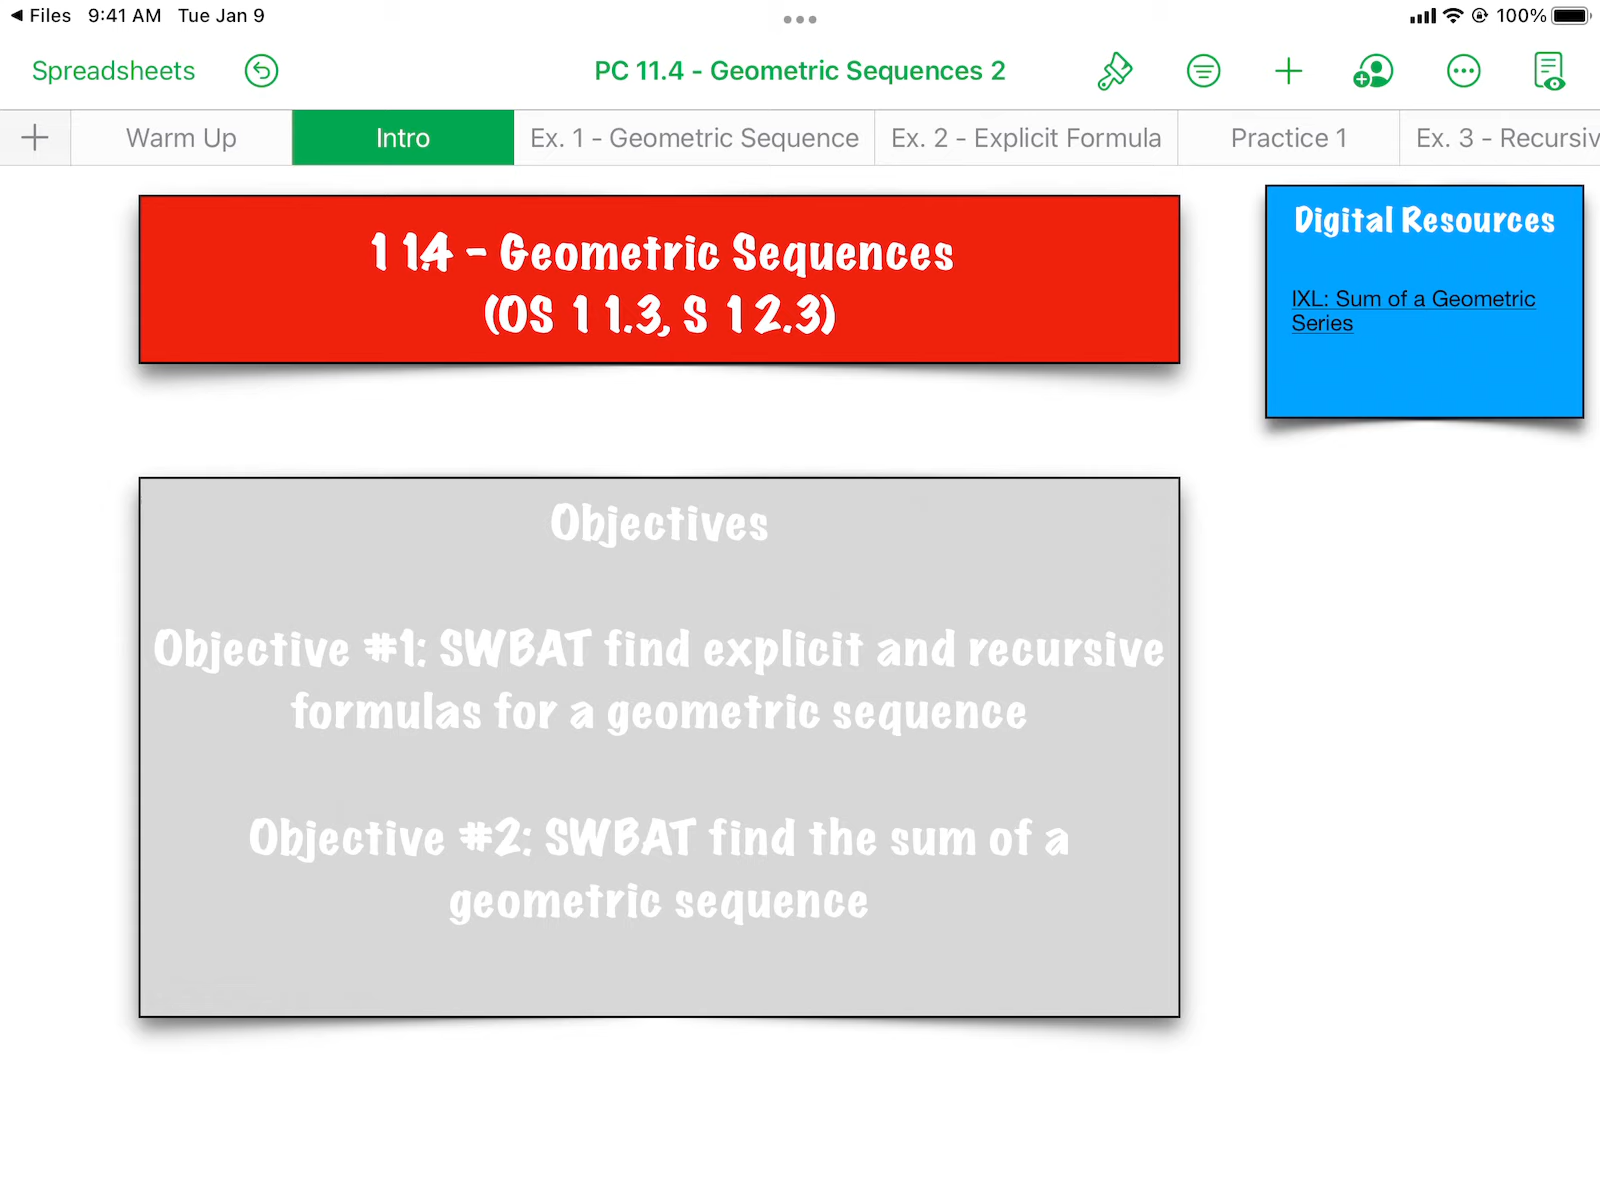 Files 9:41 AM Tue Jan 9 100%
Spreadsheets PC 11.4 - Geometric Sequences 2
Warm Up Intro Ex. 1 - Geometric Sequence Ex. 2 - Explicit Formula Practice 1 Ex. 3 - Recursiv
11.4 - Geometric Sequences
(OS 11.3, S 12.3)
Digital Resources
IXL: Sum of a Geometric
Series
Objectives
Objective #1: SWBAT find explicit and recursive
formulas for a geometric sequence
Objective #2: SWBAT find the sum of a
geometric sequence